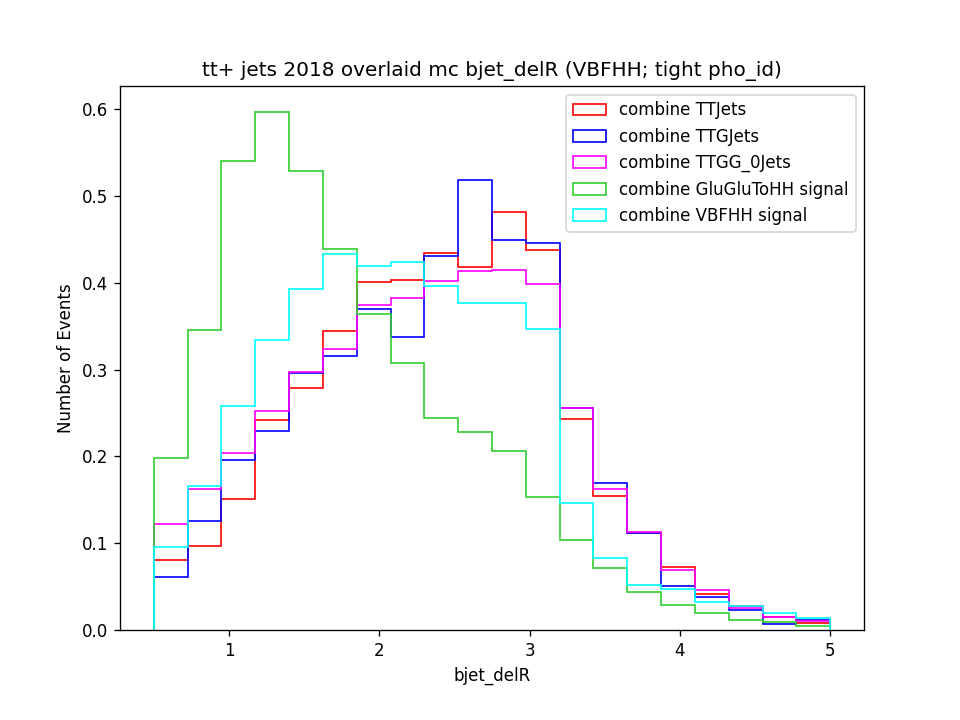 tt+ jets 2018 overlaid mc bjet_delR (VBFHH; tight pho_id)
combine TTJets
combine TTGJets
combine TTGG_0Jets
combine GluGluToHH signal
combine VBFHH signal
Number of Events
0.6
0.5
0.4
0.3
0.2
0.1
0.0
1 2 3 4 5
bjet_delR